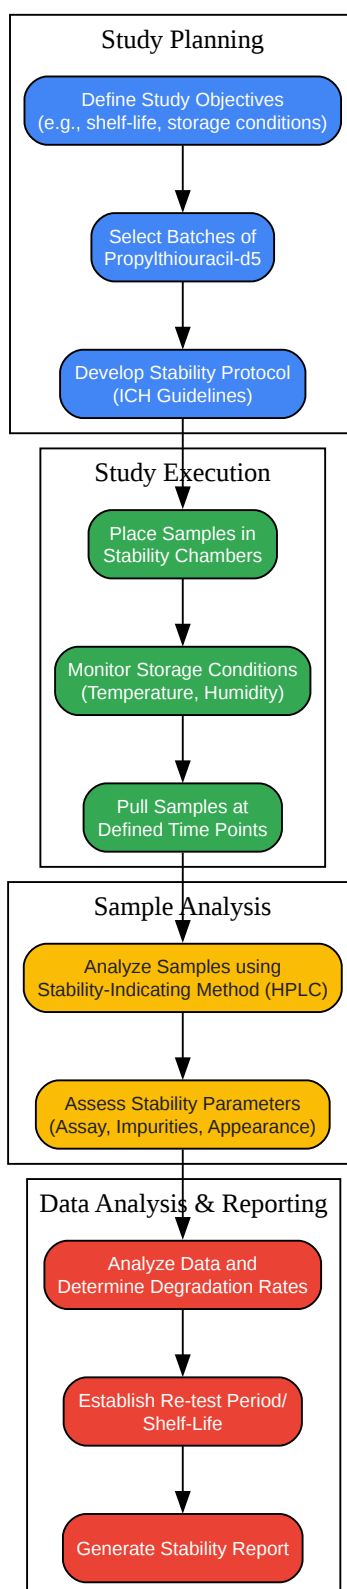 Study Planning
Define Study Objectives
(e.g., shelf-life, storage conditions)
Select Batches of
Propylthiouracil-d5
Develop Stability Protocol
(ICH Guidelines)
Study Execution
Place Samples in
Stability Chambers
Monitor Storage Conditions
(Temperature, Humidity)
Pull Samples at
Defined Time Points
Sample Analysis
Analyze Samples using
Stability-Indicating Method (HPLC)
Assess Stability Parameters
(Assay, Impurities, Appearance)
Data Analysis & Reporting
Analyze Data and
Determine Degradation Rates
Establish Re-test Period/
Shelf-Life
Generate Stability Report